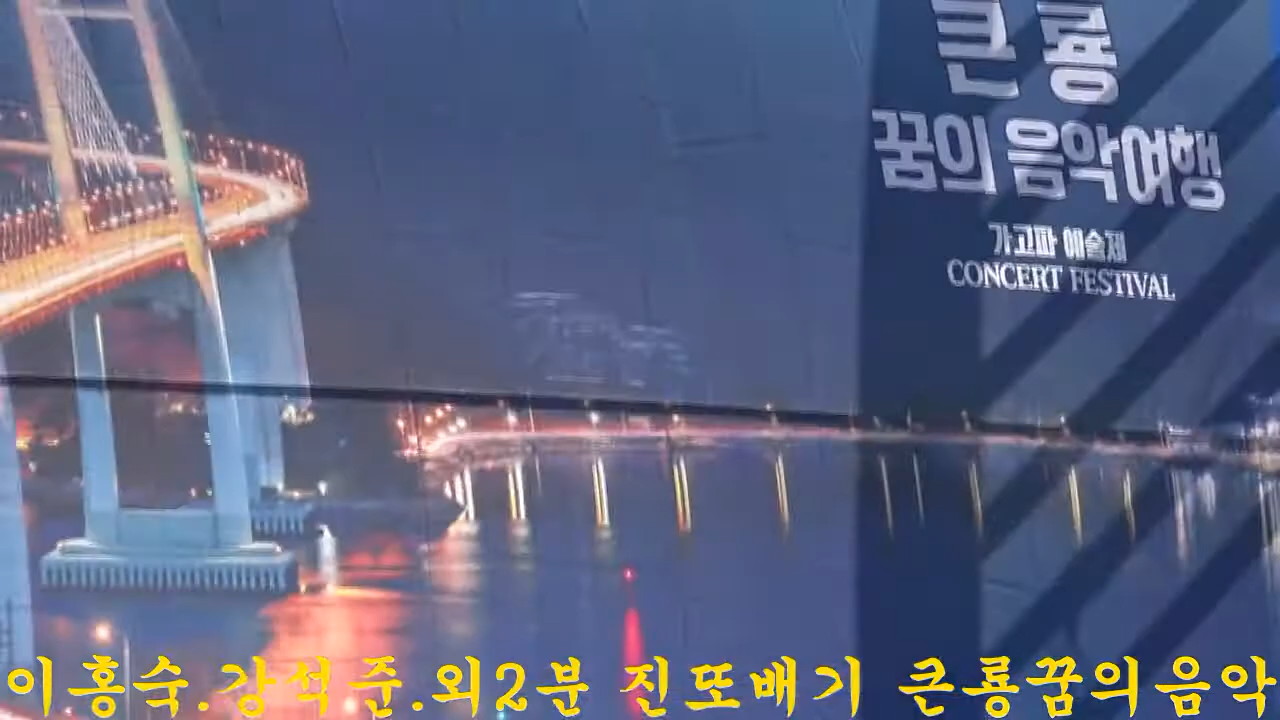 큰 룡
꿈의 음악여행
가고파 예술제
CONCERT FESTIVAL
이홍숙.강석준.외2분 진또배기 큰룡꿈의음악